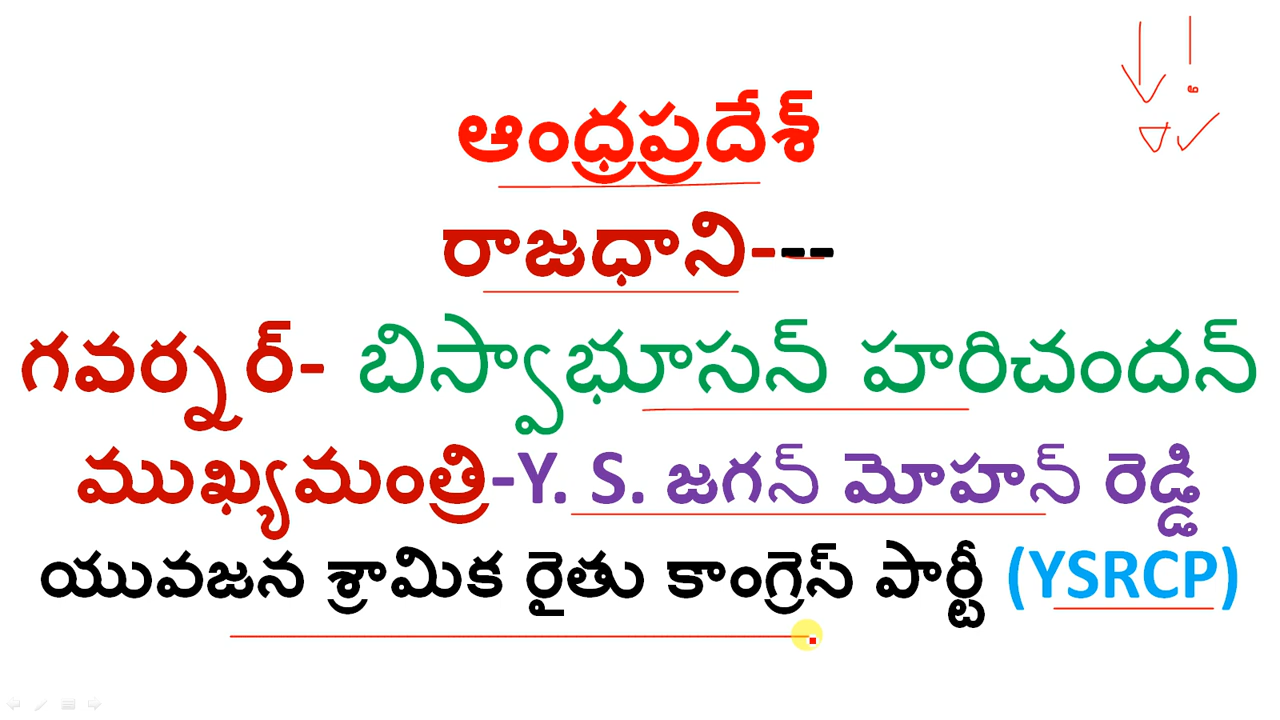 ఆంధ్రప్రదేశ్
రాజధాని---
గవర్నర్- బిస్వాభూసన్ హరిచందన్
ముఖ్యమంత్రి-Y. S. జగన్ మోహన్ రెడ్డి
యువజన శ్రామిక రైతు కాంగ్రెస్ పార్టీ (YSRCP)